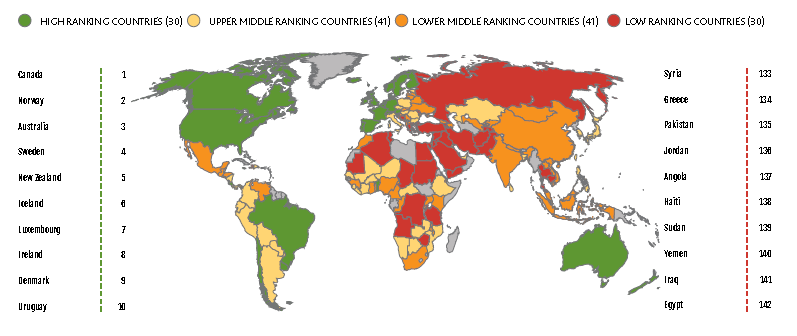 HIGH RANKING COUNTRIES (30) UPPER MIDDLE RANKING COUNTRIES (41) LOWER MIDDLE RANKING COUNTRIES (41) LOW RANKING COUNTRIES (30)
Canada 1
Norway 2
Australia 3
Sweden 4
New Zealand 5
Iceland 6
Luxembourg 7
Ireland 8
Denmark 9
Uruguay 10
Syria 133
Greece 134
Pakistan 135
Jordan 136
Angola 137
Haiti 138
Sudan 139
Yemen 140
Iraq 141
Egypt 142